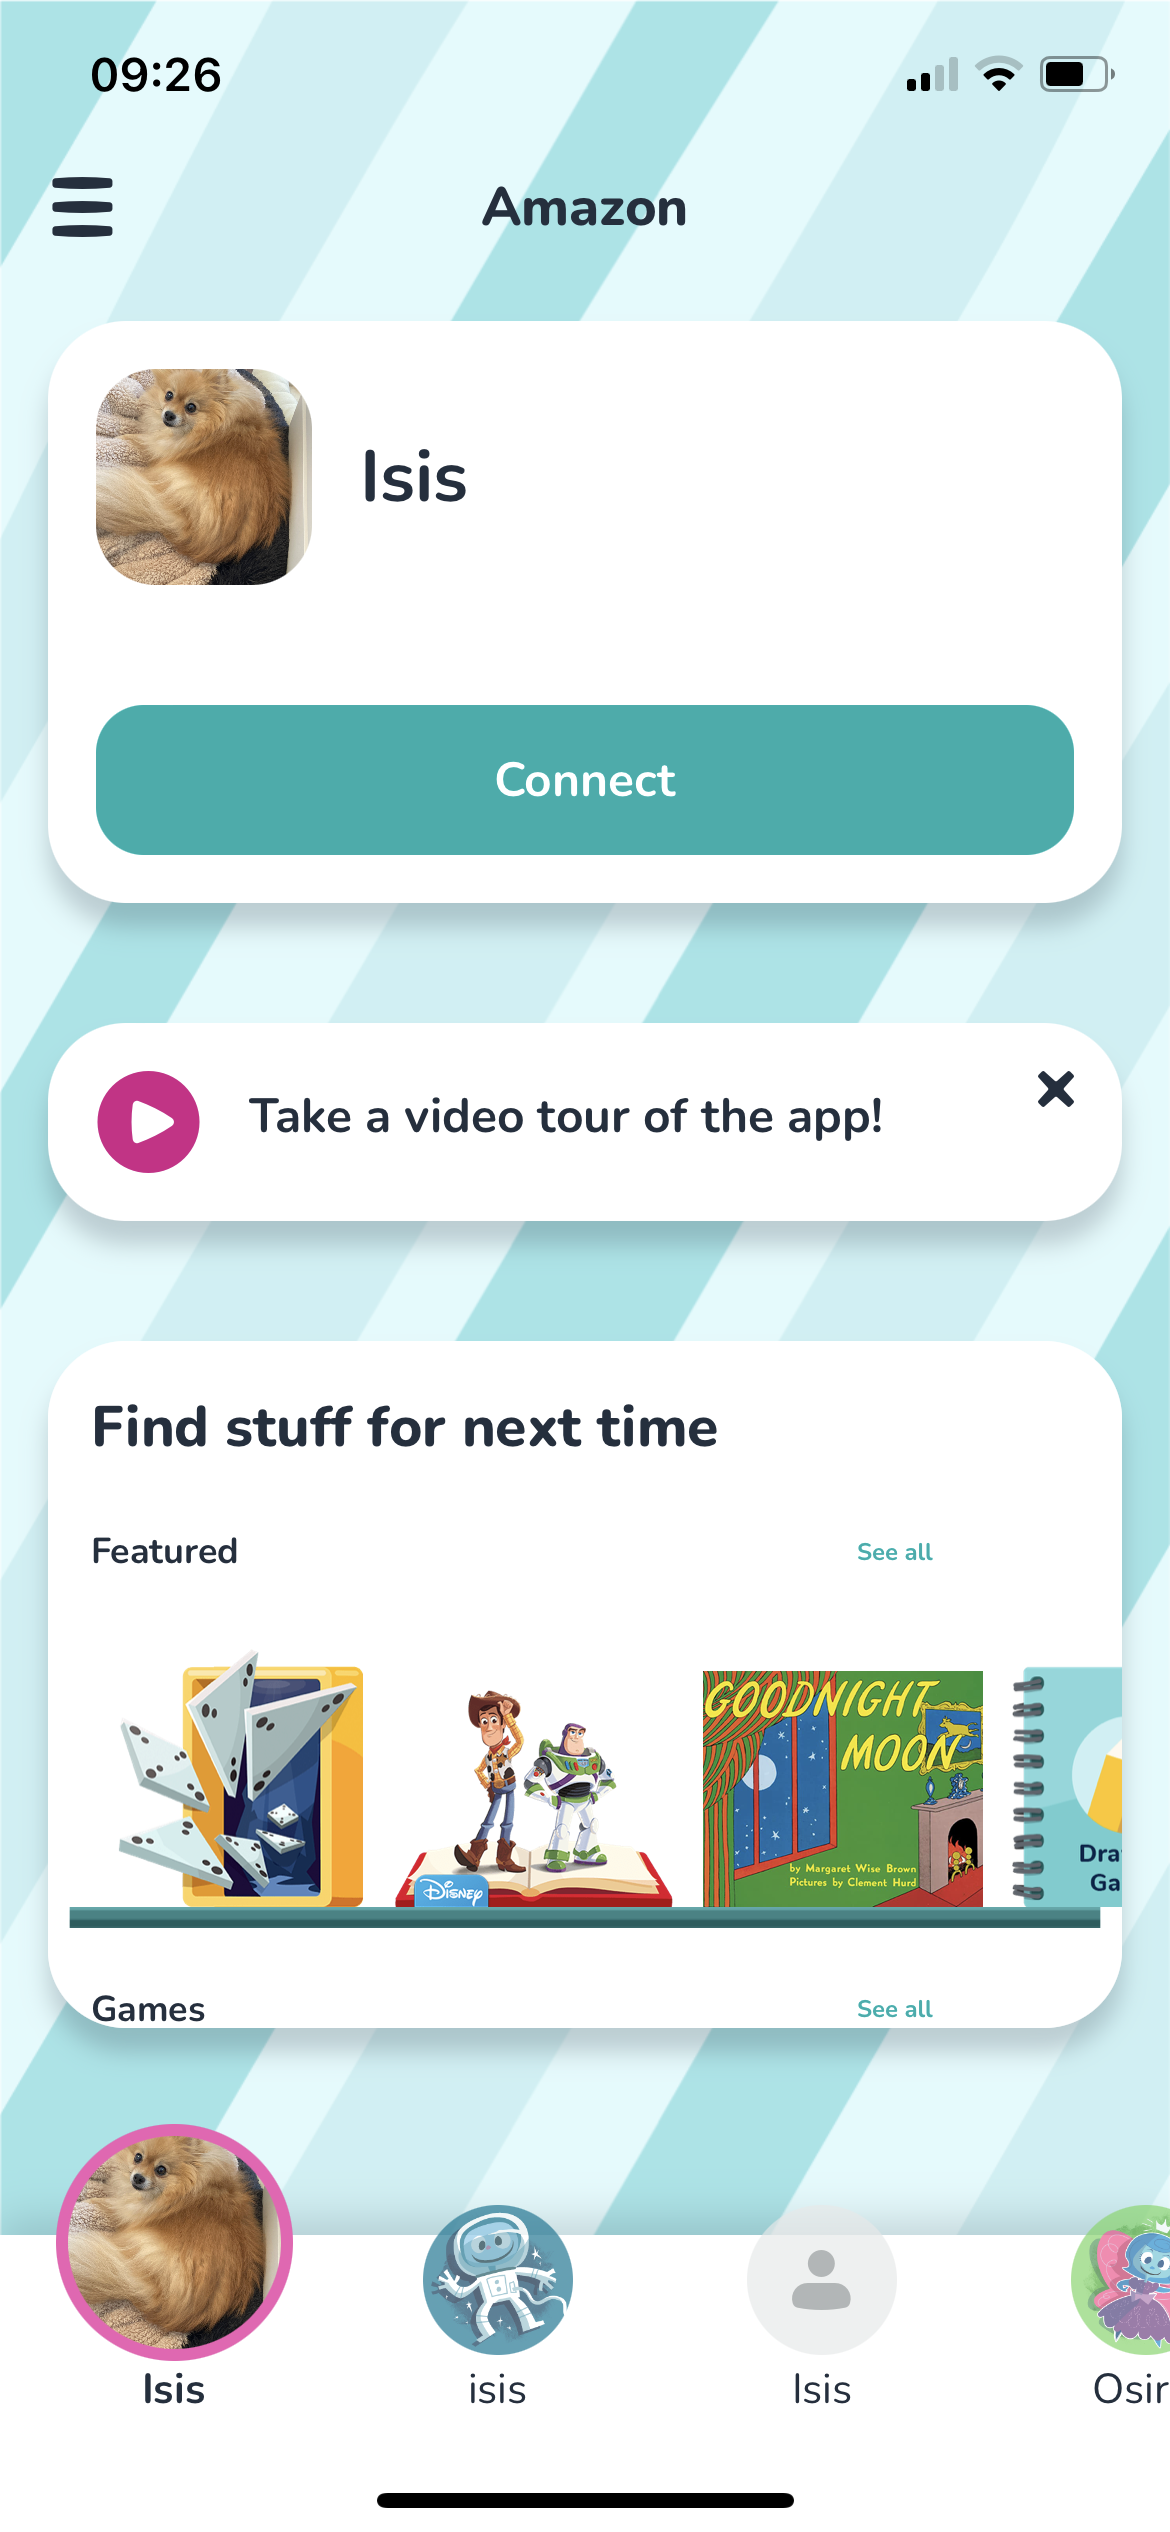 09:26
Amazon
Isis
Connect
Take a video tour of the app!
Find stuff for next time
Featured
See all
GOODNIGHT
MOON
by Margaret Wise Brown
Pictures by Clement Hurd
Disney
Dra
Ga
Games
See all
Isis
isis
Isis
Osir